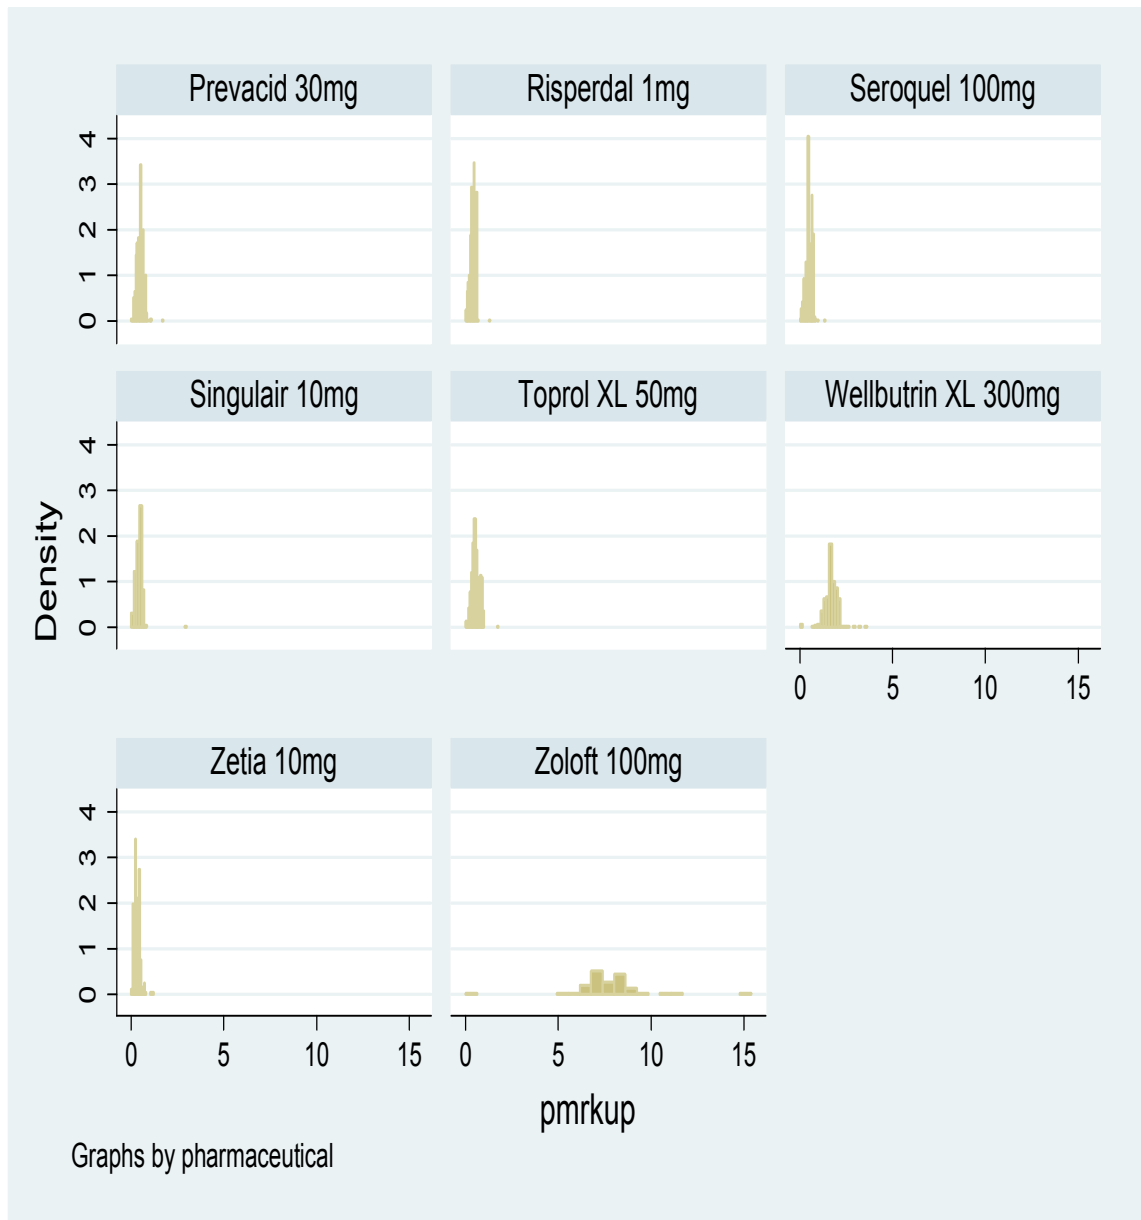 Prevacid 30mg Risperdal 1mg Seroquel 100mg
4
3
2
1
0
Singulair 10mg Toprol XL 50mg Wellbutrin XL 300mg
4
3
2
1
0
0 5 10 15
Zetia 10mg Zoloft 100mg
4
3
2
1
0
0 5 10 15 0 5 10 15
Density
pmrkup
Graphs by pharmaceutical